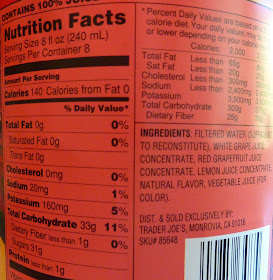 CONTAINS 100% JUICE
Nutrition Facts
Serving Size 8 fl oz (240 mL)
Servings Per Container 8
Amount Per Serving
Calories 140 Calories from Fat 0
% Daily Value*
Total Fat 0g 0%
Saturated Fat 0g 0%
Trans Fat 0g
Cholesterol 0mg 0%
Sodium 20mg 1%
Potassium 160mg 5%
Total Carbohydrate 33g 11%
Dietary Fiber less than 1g 0%
Sugars 31g
Protein less than 1g
* Percent Daily Values are based on
calorie diet. Your daily values may
or lower depending on your calorie
Calories: 2,000
Total Fat Less than 65g
Sat Fat Less than 20g
Cholesterol Less than 300mg
Sodium Less than 2,400mg
Potassium 3,500mg
Total Carbohydrate 300g
Dietary Fiber 25g
INGREDIENTS: FILTERED WATER
TO RECONSTITUTE), WHITE GRAPE JUICE
CONCENTRATE, RED GRAPEFRUIT JUICE
CONCENTRATE, LEMON JUICE CONCENTRATE,
NATURAL FLAVOR, VEGETABLE JUICE (FOR
COLOR).
DIST. & SOLD EXCLUSIVELY BY:
TRADER JOE'S, MONROVIA, CA 91016
SKU# 85648